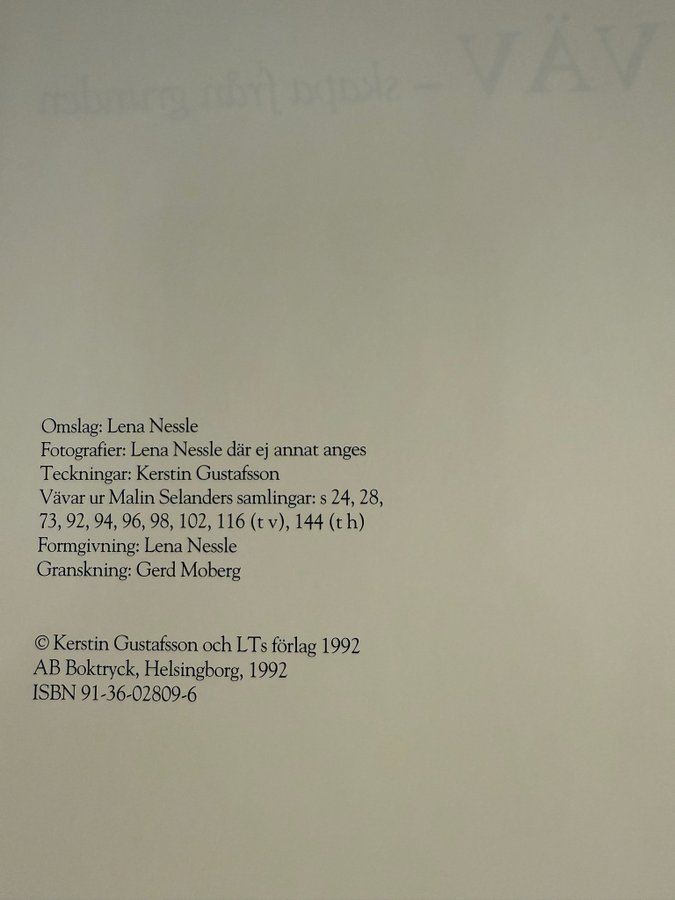 VÄV – skapa från grunden
Omslag: Lena Nessle
Fotografier: Lena Nessle där ej annat anges
Teckningar: Kerstin Gustafsson
Vävar ur Malin Selanders samlingar: s 24, 28,
73, 92, 94, 96, 98, 102, 116 (t v), 144 (t h)
Formgivning: Lena Nessle
Granskning: Gerd Moberg
© Kerstin Gustafsson och LTs förlag 1992
AB Boktryck, Helsingborg, 1992
ISBN 91-36-02809-6